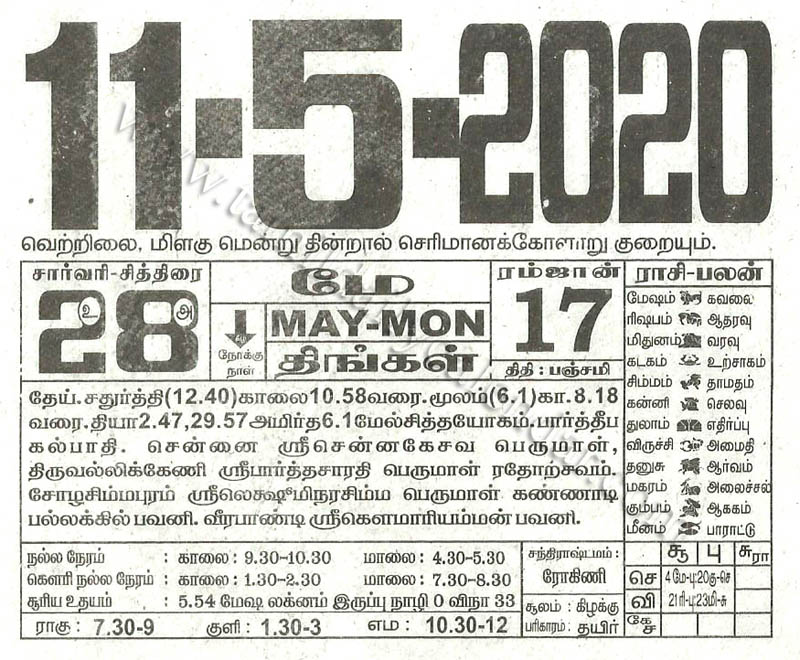 11-5-2020
வெற்றிலை, மிளகு மென்று தின்றால் செரிமானக்கோளாறு குறையும்.
சார்வரி-சித்திரை
28
உ
அ
மே
கீழ்
நோக்கு
நாள்
MAY-MON
திங்கள்
ரம்ஜான்
17
திதி : பஞ்சமி
ராசி-பலன்
மேஷம் கவலை
ரிஷபம் ஆதரவு
மிதுனம் வரவு
கடகம் உற்சாகம்
சிம்மம் தாமதம்
கன்னி செலவு
துலாம் எதிர்ப்பு
விருச்சி அமைதி
தனுசு ஆர்வம்
மகரம் அலைச்சல்
கும்பம் ஆக்கம்
மீனம் பாராட்டு
தேய். சதுர்த்தி(12.40)காலை10.58வரை.மூலம்(6.1)கா.8.18
வரை.தியா2.47,29.57அமிர்த6.1மேல்சித்தயோகம்.பார்த்தீப
கல்பாதி. சென்னை ஸ்ரீசென்னகேசவ பெருமாள்,
திருவல்லிக்கேணி ஸ்ரீபார்த்தசாரதி பெருமாள் ரதோற்சவம்.
சோழசிம்மபுரம் ஸ்ரீலெக்ஷ்மிநரசிம்ம பெருமாள் கண்ணாடி
பல்லக்கில் பவனி. வீரபாண்டி ஸ்ரீகௌமாரியம்மன் பவனி.
நல்ல நேரம் : காலை: 9.30-10.30 மாலை: 4.30-5.30
கௌரி நல்ல நேரம் : காலை: 1.30-2.30 மாலை: 7.30-8.30
சூரிய உதயம் : 5.54 மேஷ லக்னம் இருப்பு நாழி 0 விநா 33
ராகு: 7.30-9 குளி: 1.30-3 எம: 10.30-12
சந்திராஷ்டமம்:
ரோகிணி
சூலம் : கிழக்கு
பரிகாரம்: தயிர்
சூ பு சுரா
செ 4மே-பு:20கு-செ
வி 21ரி-பு:23மி-சு
கே